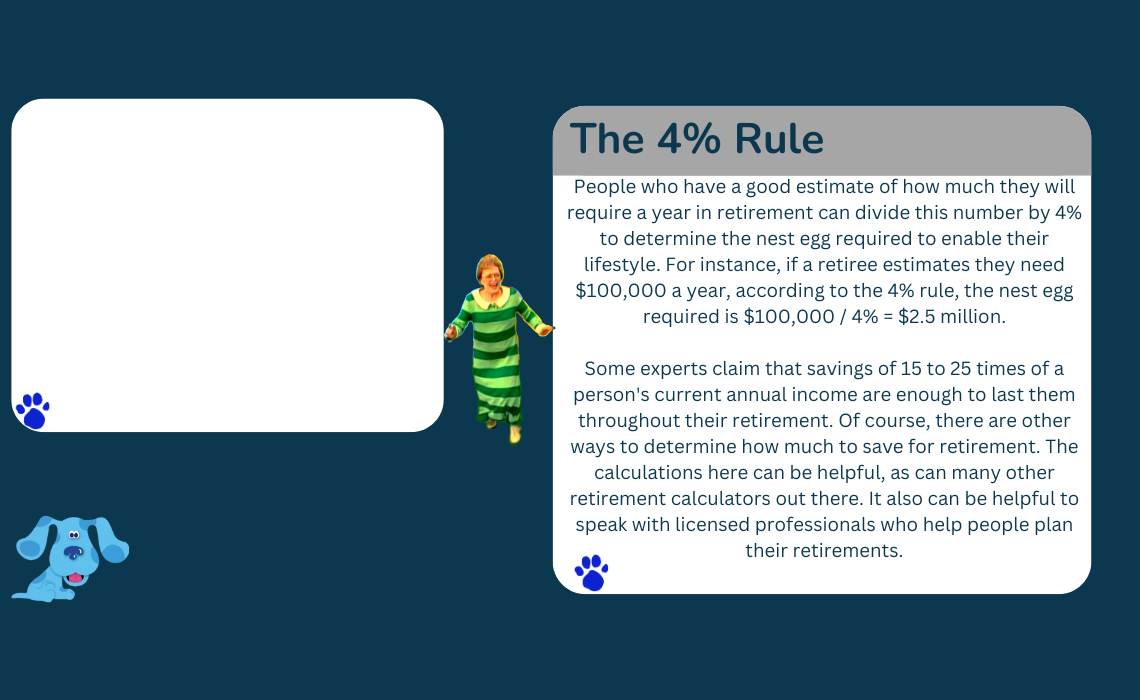 The 4% Rule
People who have a good estimate of how much they will
require a year in retirement can divide this number by 4%
to determine the nest egg required to enable their
lifestyle. For instance, if a retiree estimates they need
$100,000 a year, according to the 4% rule, the nest egg
required is $100,000 / 4% = $2.5 million.
Some experts claim that savings of 15 to 25 times of a
person's current annual income are enough to last them
throughout their retirement. Of course, there are other
ways to determine how much to save for retirement. The
calculations here can be helpful, as can many other
retirement calculators out there. It also can be helpful to
speak with licensed professionals who help people plan
their retirements.